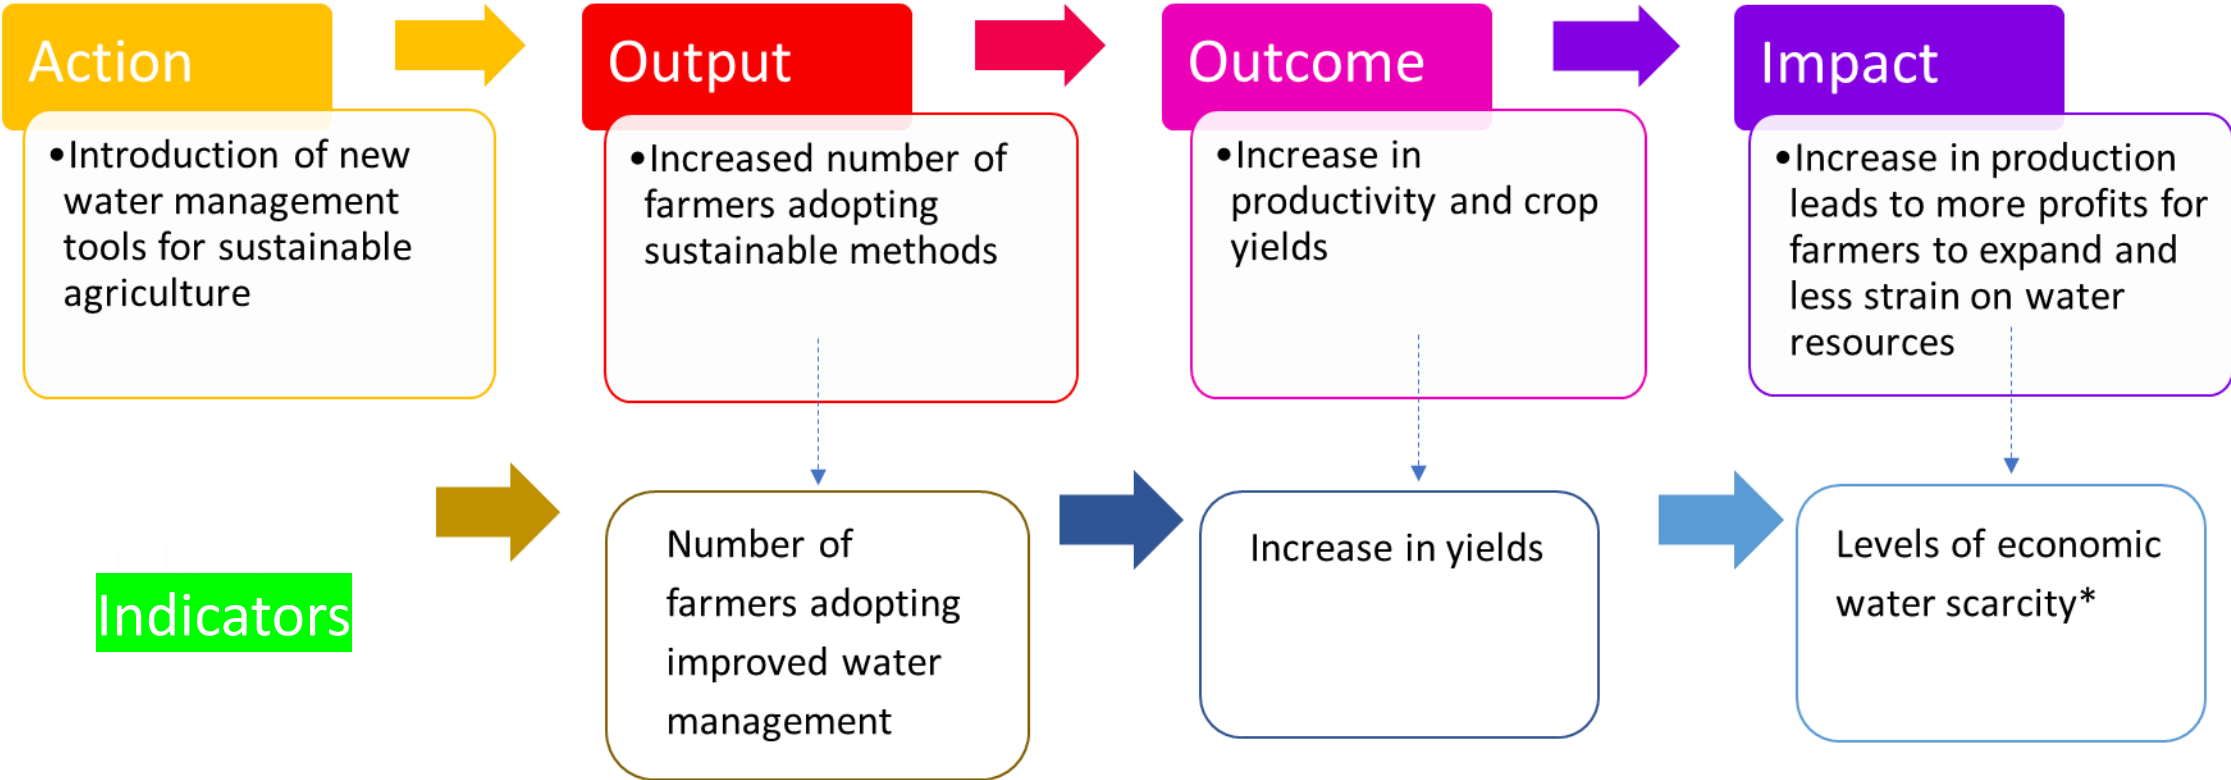 Action
•Introduction of new
water management
tools for sustainable
agriculture
Output
•Increased number of
farmers adopting
sustainable methods
Outcome
•Increase in
productivity and crop
yields
Impact
•Increase in production
leads to more profits for
farmers to expand and
less strain on water
resources
Indicators
Number of
farmers adopting
improved water
management
Increase in yields
Levels of economic
water scarcity*